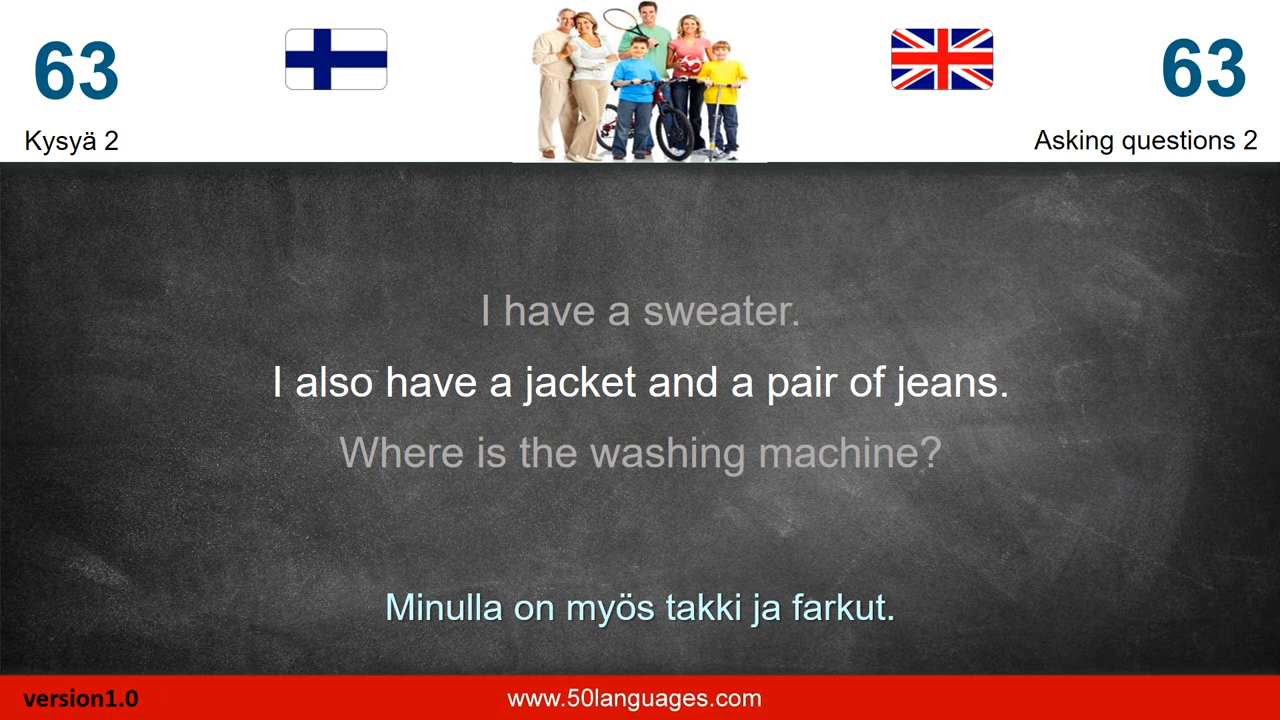 63
63
Kysyä 2
Asking questions 2
I have a sweater.
I also have a jacket and a pair of jeans.
Where is the washing machine?
Minulla on myös takki ja farkut.
version1.0
www.50languages.com